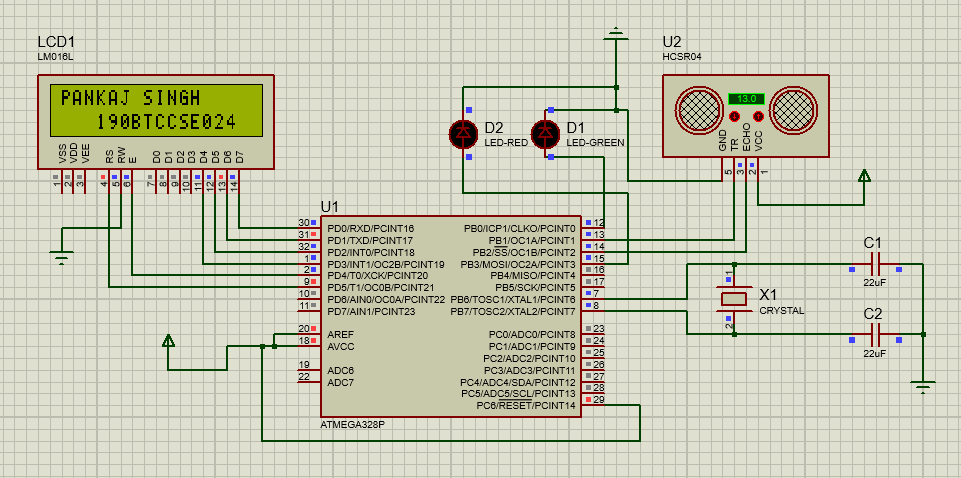 LCD1
LM016L
PANKAJ SINGH
190BTCCSE024
VSS
VDD
VEE
RS
RW
E
D0
D1
D2
D3
D4
D5
D6
D7
1
2
3
4
5
6
7
8
9
10
11
12
13
14
D2
LED-RED
D1
LED-GREEN
U2
HCSR04
13.0
GND
TR
ECHO
VCC
5
3
2
1
U1
30 PD0/RXD/PCINT16
31 PD1/TXD/PCINT17
32 PD2/INT0/PCINT18
1 PD3/INT1/OC2B/PCINT19
2 PD4/T0/XCK/PCINT20
9 PD5/T1/OC0B/PCINT21
10 PD6/AIN0/OC0A/PCINT22
11 PD7/AIN1/PCINT23
20 AREF
18 AVCC
19 ADC6
22 ADC7
PB0/ICP1/CLKO/PCINT0 12
PB1/OC1A/PCINT1 13
PB2/SS/OC1B/PCINT2 14
PB3/MOSI/OC2A/PCINT3 15
PB4/MISO/PCINT4 16
PB5/SCK/PCINT5 17
PB6/TOSC1/XTAL1/PCINT6 7
PB7/TOSC2/XTAL2/PCINT7 8
PC0/ADC0/PCINT8 23
PC1/ADC1/PCINT9 24
PC2/ADC2/PCINT10 25
PC3/ADC3/PCINT11 26
PC4/ADC4/SDA/PCINT12 27
PC5/ADC5/SCL/PCINT13 28
PC6/RESET/PCINT14 29
ATMEGA328P
X1
CRYSTAL
1
2
C1
22uF
C2
22uF